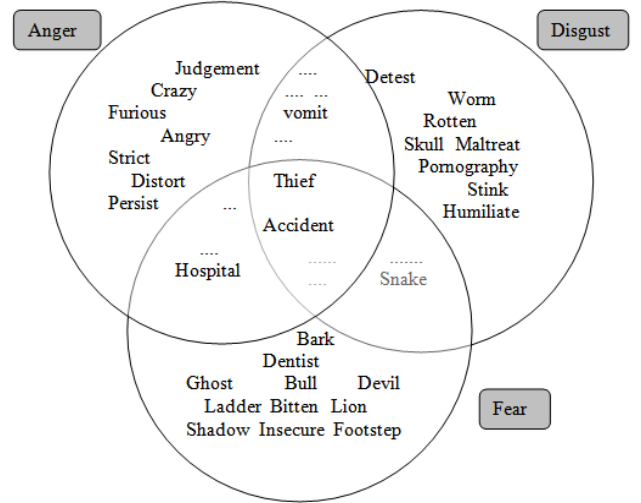 Anger
Disgust
Judgement ....
Detest
Crazy .... ...
Worm
Furious vomit
Rotten
Angry ....
Skull Maltreat
Strict
Pornography
Distort Thief
Stink
Persist ...
Humiliate
Accident
....
.......
Hospital ......
.... Snake
Bark
Dentist
Ghost Bull Devil
Ladder Bitten Lion
Fear
Shadow Insecure Footstep